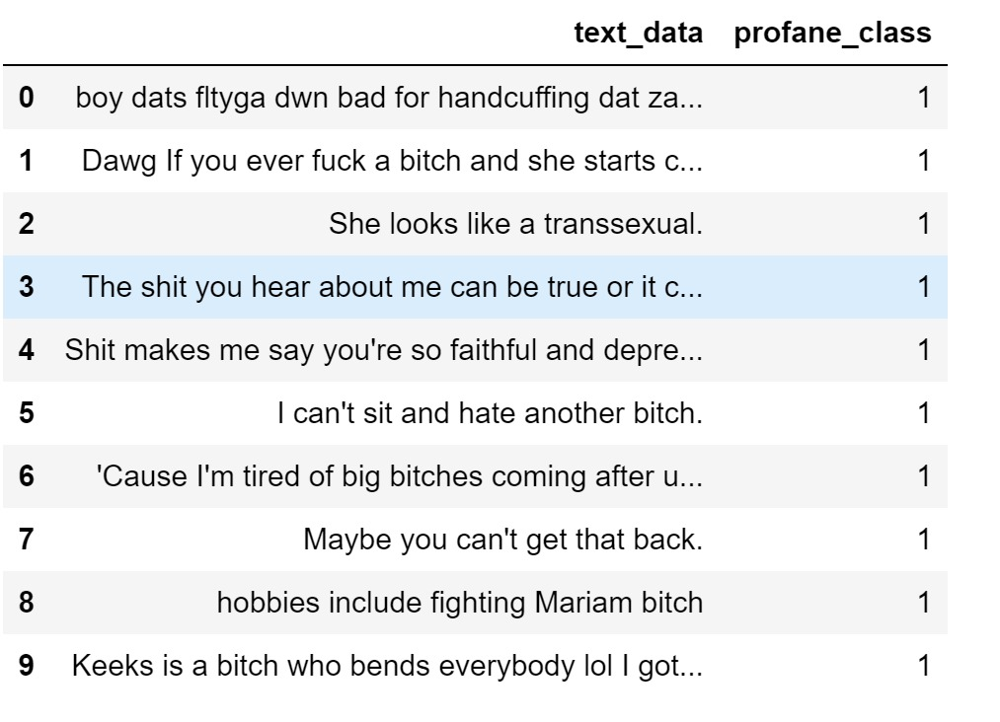 text_data profane_class
0 boy dats fltyga dwn bad for handcuffing dat za... 1
1 Dawg If you ever fuck a bitch and she starts c... 1
2 She looks like a transsexual. 1
3 The shit you hear about me can be true or it c... 1
4 Shit makes me say you're so faithful and depre... 1
5 I can't sit and hate another bitch. 1
6 'Cause I'm tired of big bitches coming after u... 1
7 Maybe you can't get that back. 1
8 hobbies include fighting Mariam bitch 1
9 Keeks is a bitch who bends everybody lol I got... 1